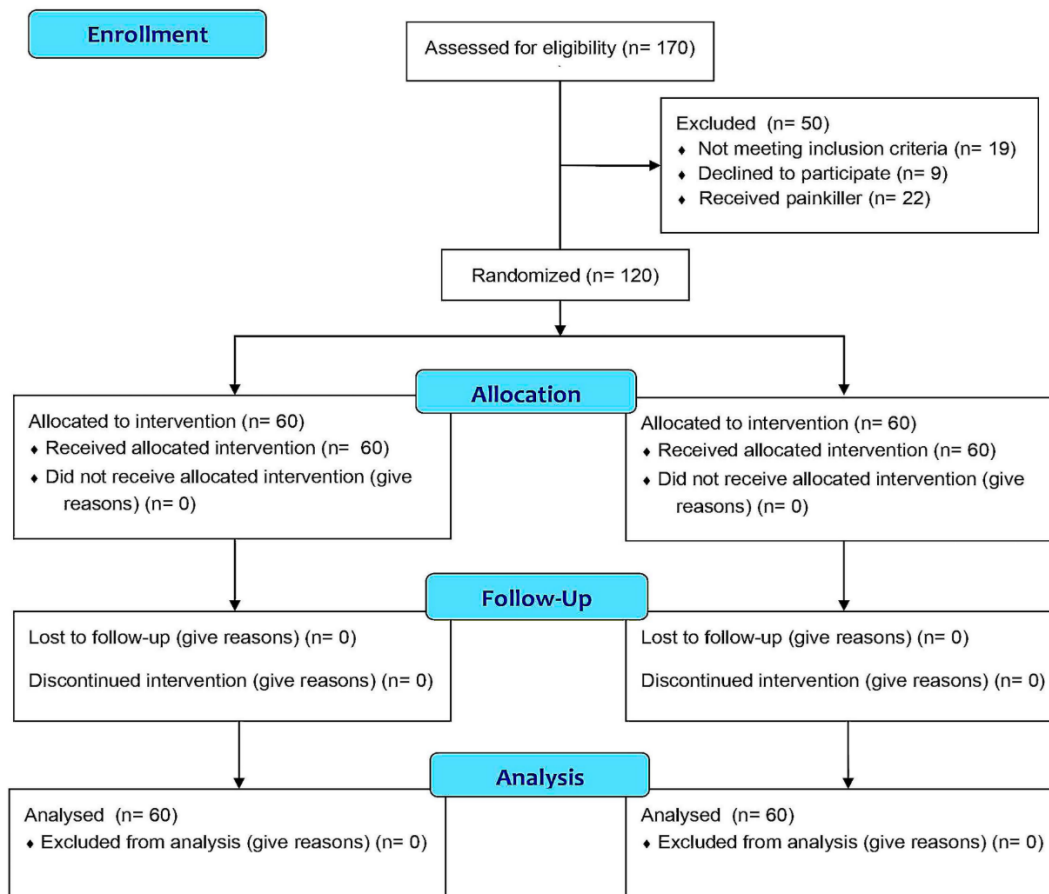 Enrollment
Assessed for eligibility (n= 170)
Excluded (n= 50)
♦ Not meeting inclusion criteria (n= 19)
♦ Declined to participate (n= 9)
♦ Received painkiller (n= 22)
Randomized (n= 120)
Allocation
Allocated to intervention (n= 60)
♦ Received allocated intervention (n= 60)
♦ Did not receive allocated intervention (give
reasons) (n= 0)
Allocated to intervention (n= 60)
♦ Received allocated intervention (n= 60)
♦ Did not receive allocated intervention (give
reasons) (n= 0)
Follow-Up
Lost to follow-up (give reasons) (n= 0)
Discontinued intervention (give reasons) (n= 0)
Lost to follow-up (give reasons) (n= 0)
Discontinued intervention (give reasons) (n= 0)
Analysis
Analysed (n= 60)
♦ Excluded from analysis (give reasons) (n= 0)
Analysed (n= 60)
♦ Excluded from analysis (give reasons) (n= 0)